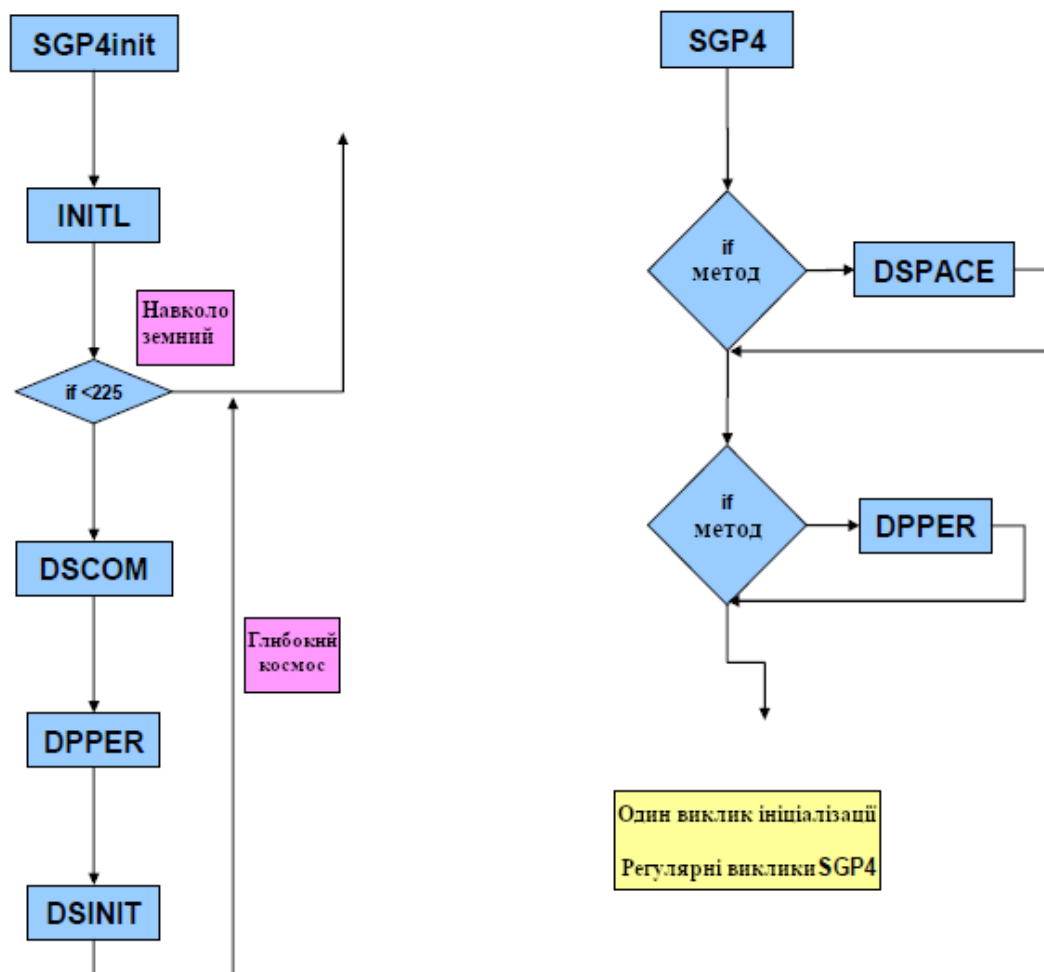 SGP4init
INITL
Навколо
земний
if <225
DSCOM
Глибокий
космос
DPPER
DSINIT
SGP4
if
метод
DSPACE
if
метод
DPPER
Один виклик ініціалізації
Регулярні виклики SGP4